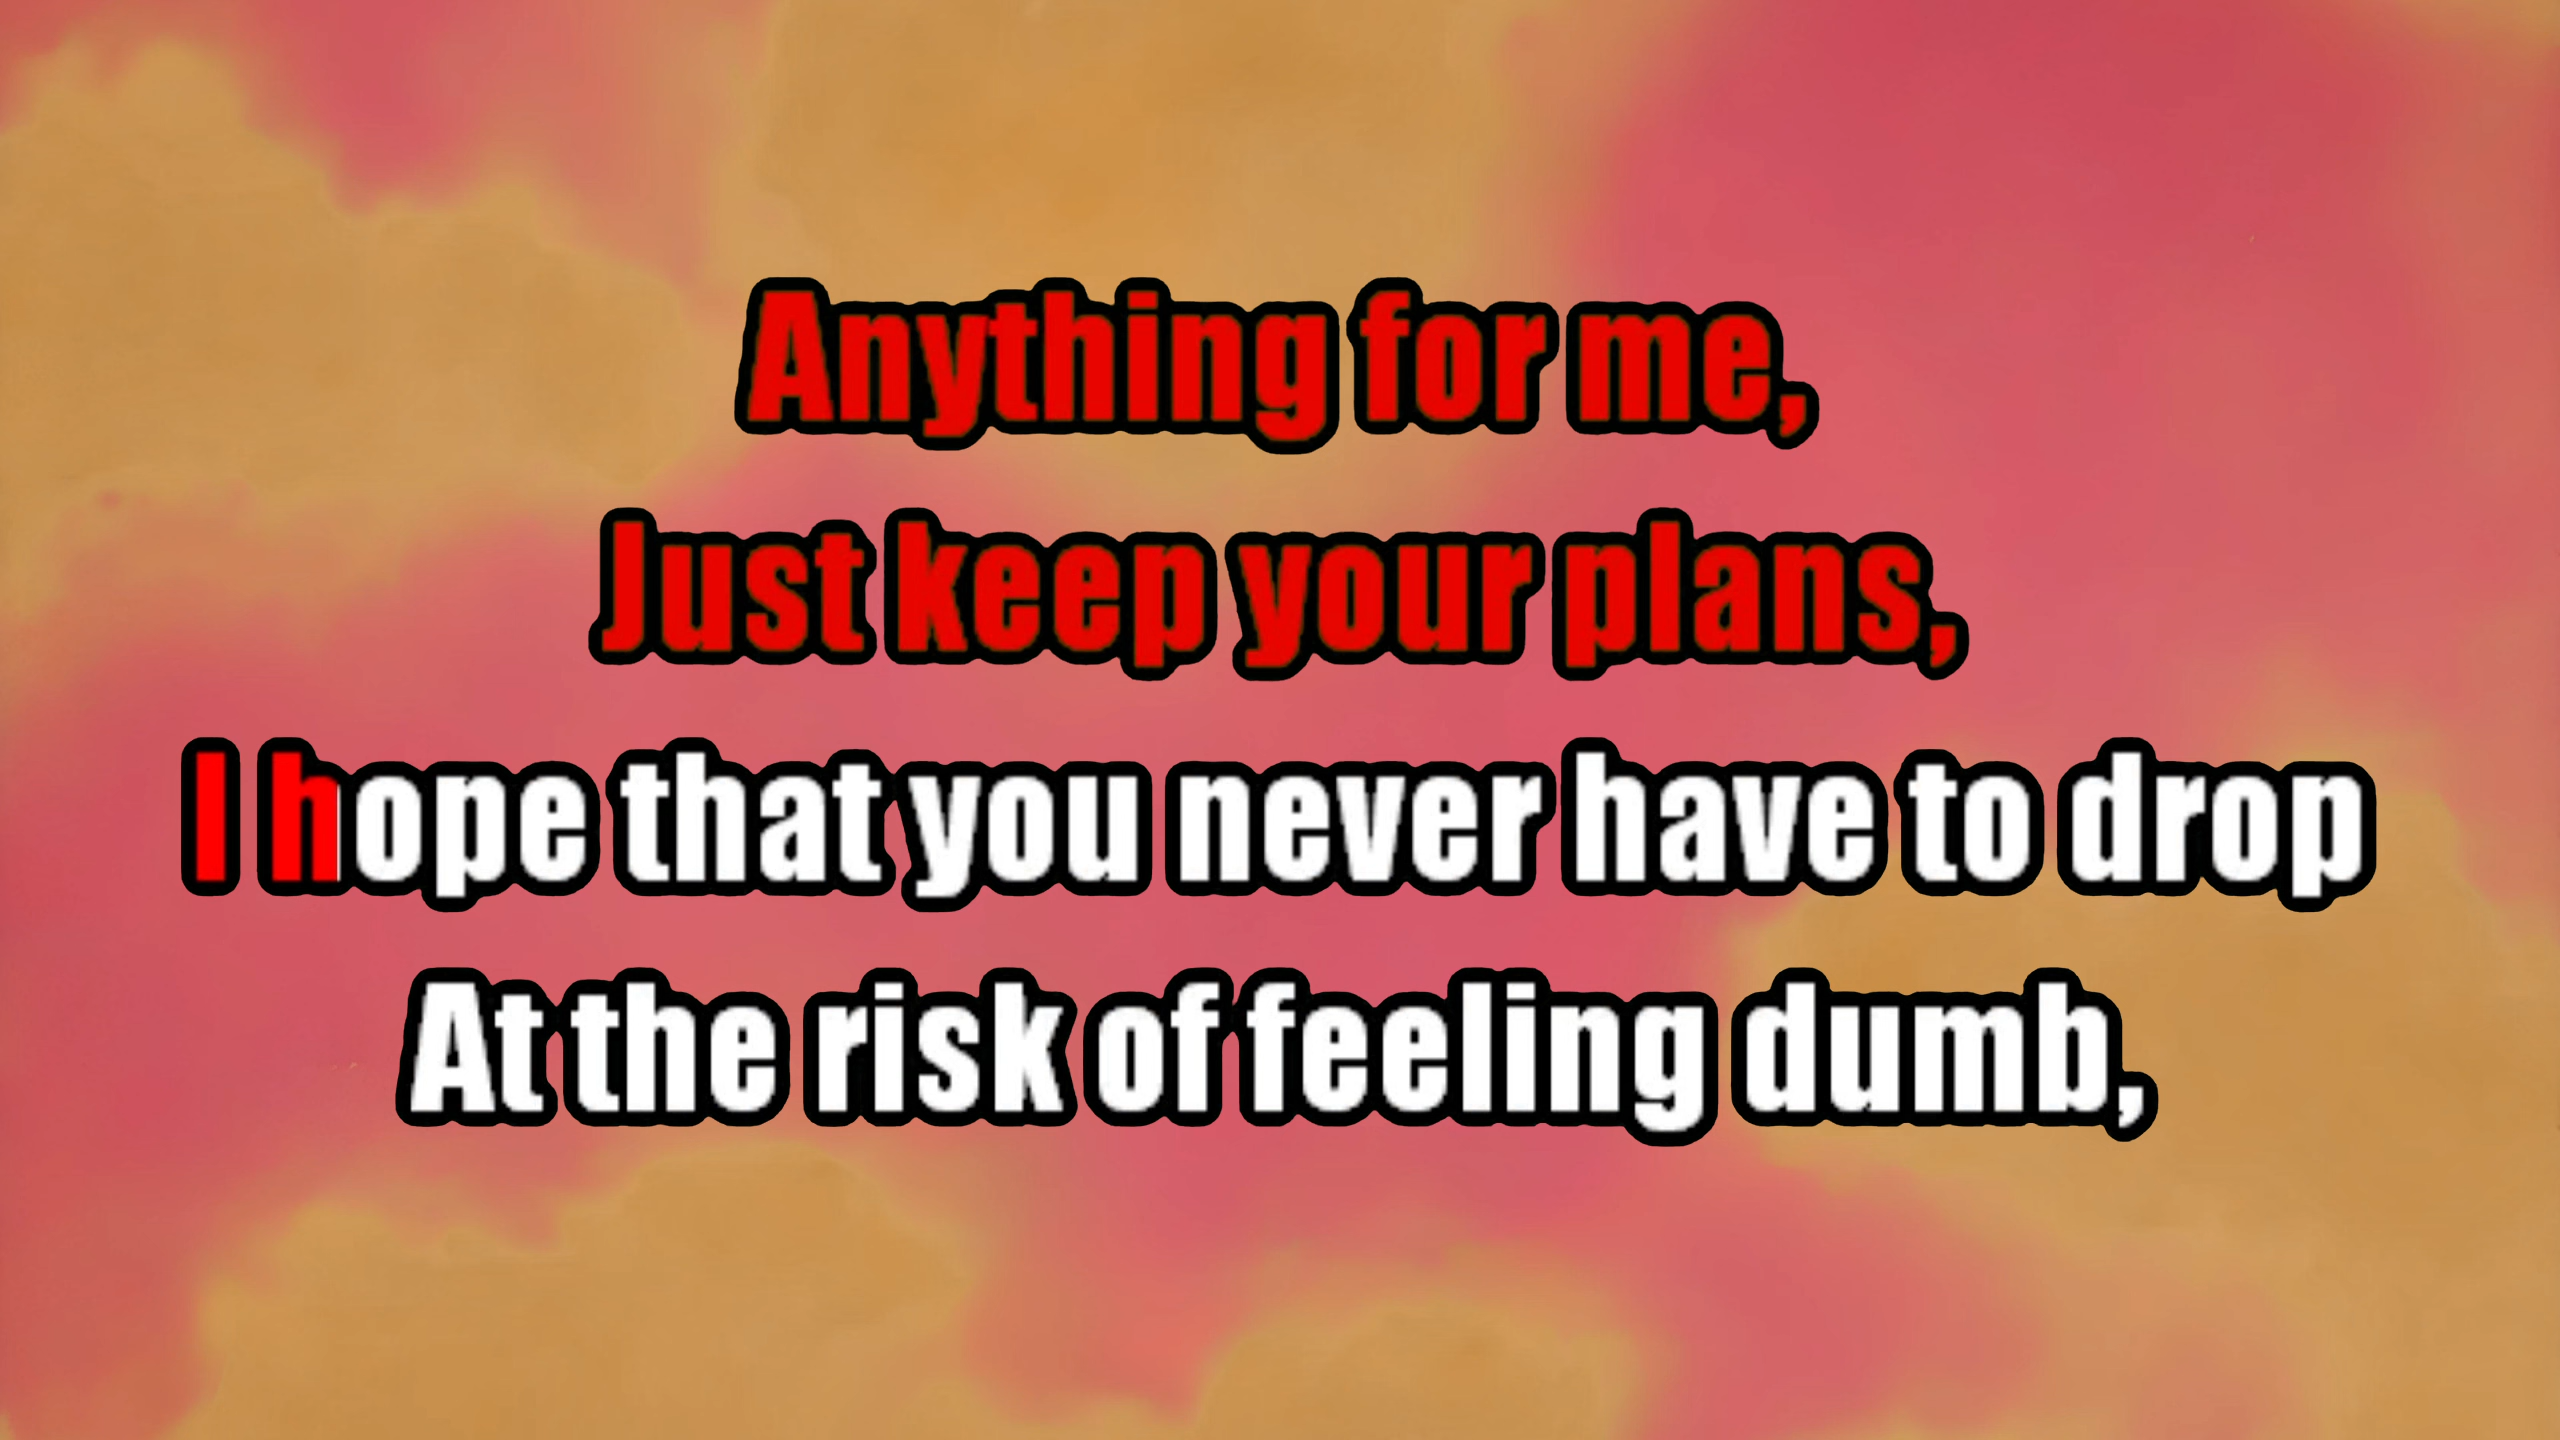 Anything for me,
Just keep your plans,
I hope that you never have to drop
At the risk of feeling dumb,